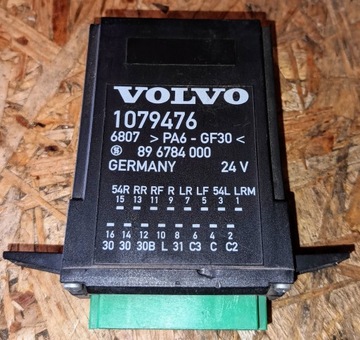 VOLVO
1079476
6807 >PA6-GF30<
89 6784 000
GERMANY 24 V
54R RR RF R LR LF 54L LRM
15 13 11 9 7 5 3 1
16 14 12 10 8 6 4 2
30 30 30B L 31 C3 C C2